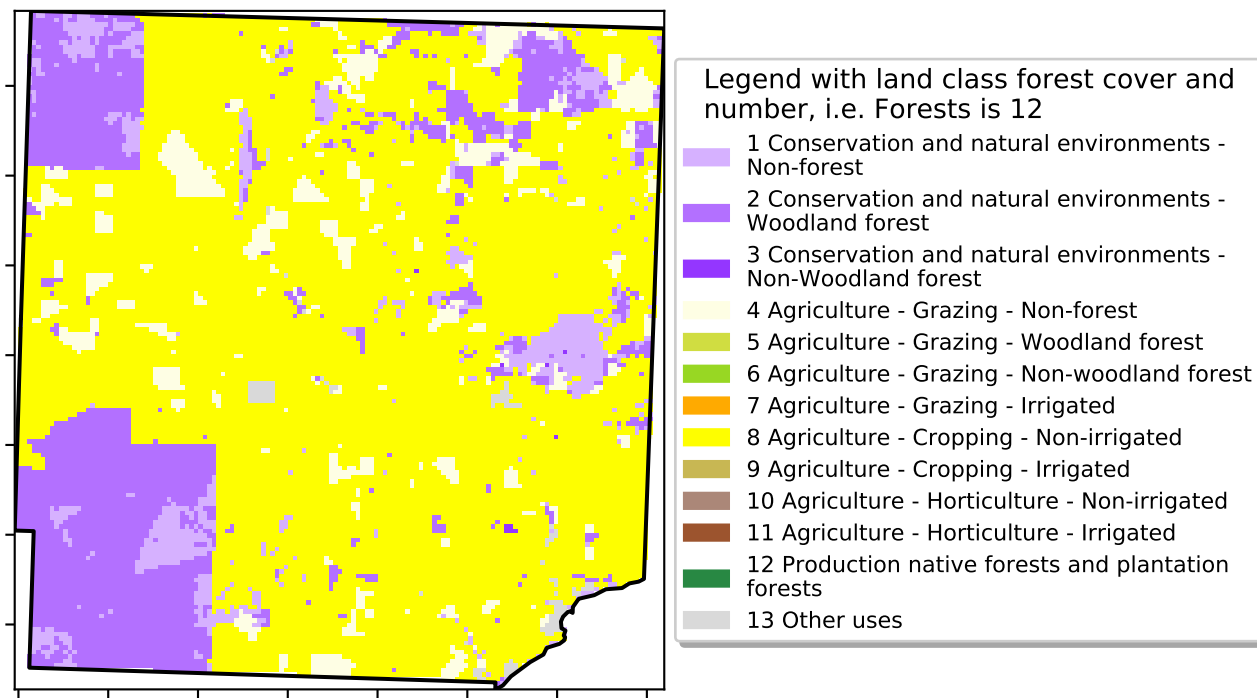 Legend with land class forest cover and
number, i.e. Forests is 12
1 Conservation and natural environments -
Non-forest
2 Conservation and natural environments -
Woodland forest
3 Conservation and natural environments -
Non-Woodland forest
4 Agriculture - Grazing - Non-forest
5 Agriculture - Grazing - Woodland forest
6 Agriculture - Grazing - Non-woodland forest
7 Agriculture - Grazing - Irrigated
8 Agriculture - Cropping - Non-irrigated
9 Agriculture - Cropping - Irrigated
10 Agriculture - Horticulture - Non-irrigated
11 Agriculture - Horticulture - Irrigated
12 Production native forests and plantation
forests
13 Other uses